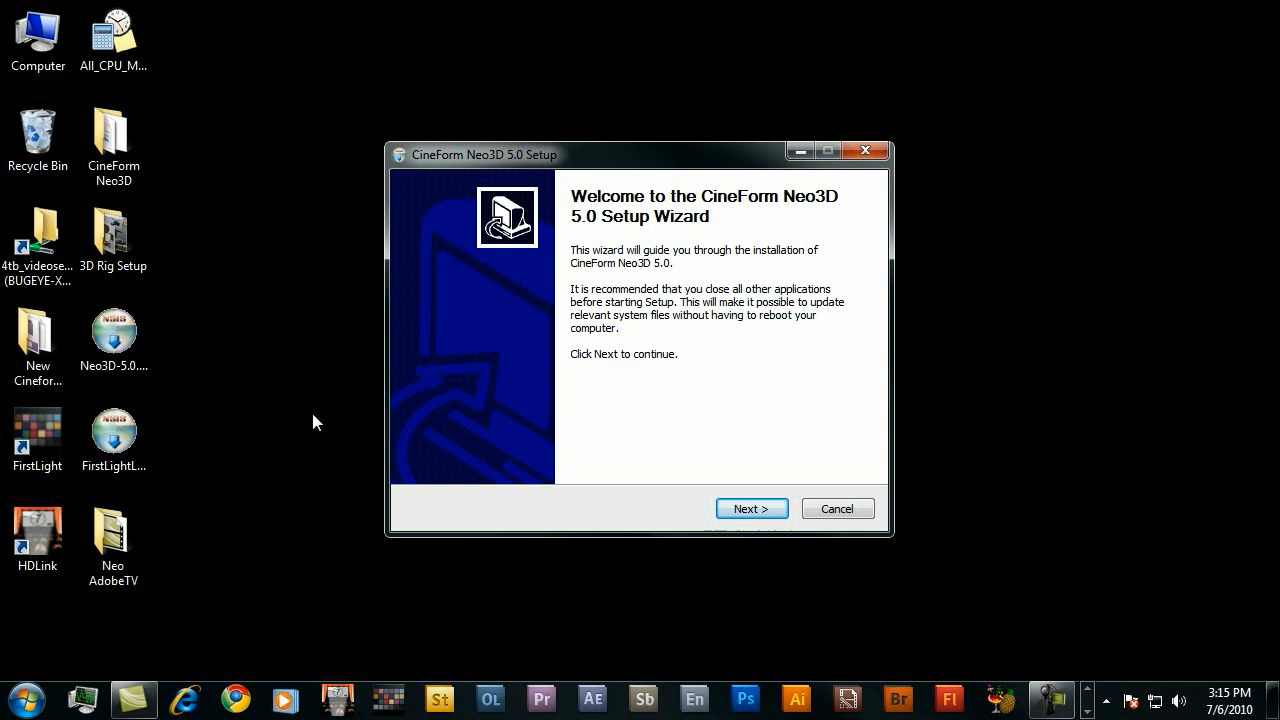 Computer
All_CPU_M...
Recycle Bin
CineForm
Neo3D
4tb_videose...
(BUGEYE-X...
3D Rig Setup
New
Cinefor...
Neo3D-5.0....
FirstLight
FirstLightL...
HDLink
Neo
AdobeTV
NSIS
NSIS
CineForm Neo3D 5.0 Setup
Welcome to the CineForm Neo3D
5.0 Setup Wizard
This wizard will guide you through the installation of
CineForm Neo3D 5.0.
It is recommended that you close all other applications
before starting Setup. This will make it possible to update
relevant system files without having to reboot your
computer.
Click Next to continue.
Next >
Cancel
St
OL
Pr
AE
Sb
En
Ps
Ai
Br
Fl
3:15 PM
7/6/2010